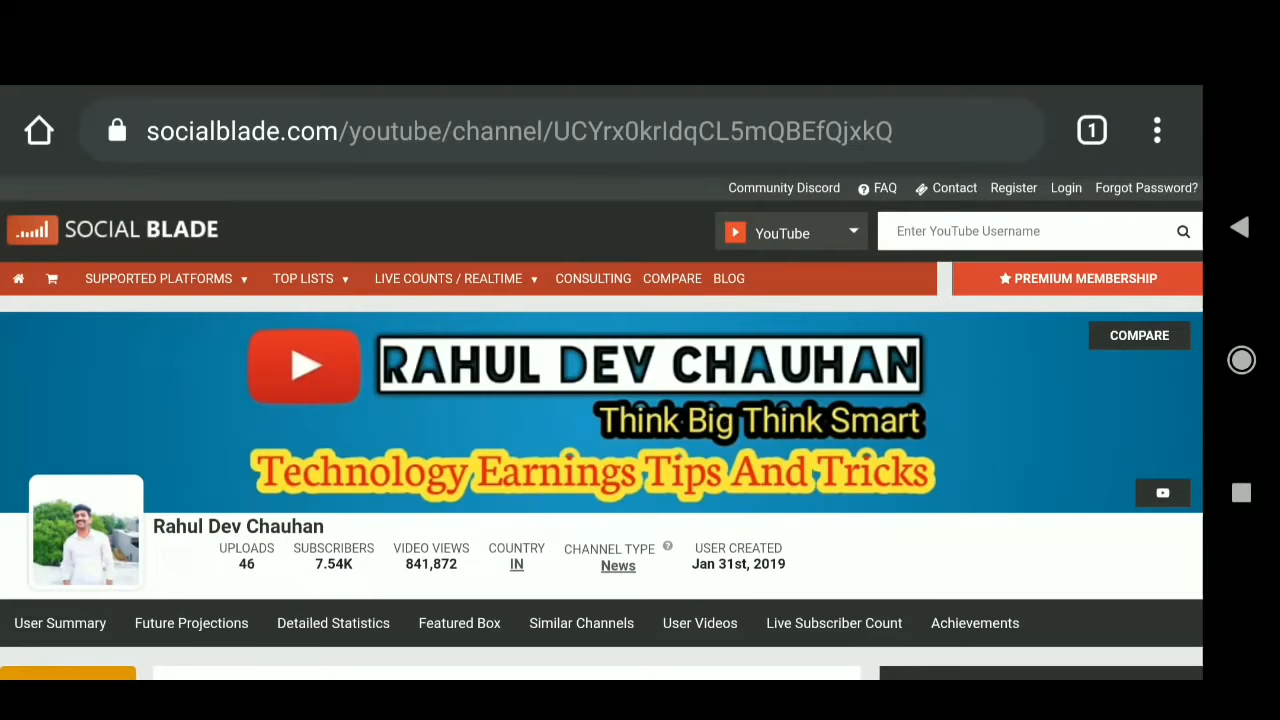 socialblade.com/youtube/channel/UCYrx0krIdqCL5mQBEfQjxkQ
1
Community Discord FAQ Contact Register Login Forgot Password?
SOCIAL BLADE
YouTube
Enter YouTube Username
SUPPORTED PLATFORMS TOP LISTS LIVE COUNTS / REALTIME CONSULTING COMPARE BLOG
PREMIUM MEMBERSHIP
COMPARE
RAHUL DEV CHAUHAN
Think Big Think Smart
Technology Earnings Tips And Tricks
Rahul Dev Chauhan
UPLOADS SUBSCRIBERS VIDEO VIEWS COUNTRY CHANNEL TYPE USER CREATED
46 7.54K 841,872 IN News Jan 31st, 2019
User Summary Future Projections Detailed Statistics Featured Box Similar Channels User Videos Live Subscriber Count Achievements